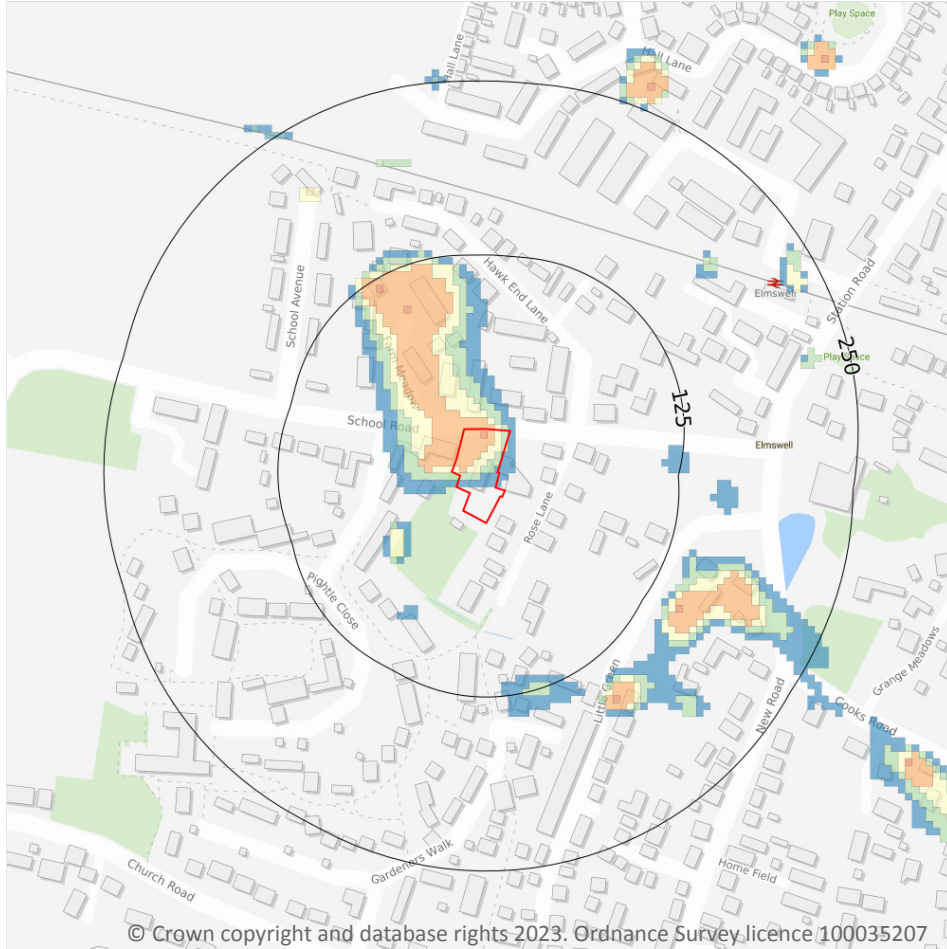 Play Space
Hall Lane
Hall Lane
School Avenue
Hawk End Lane
Elmswell
Station Road
250
Play Space
125
Farm Meadow
School Road
Elmswell
Rose Lane
Pightle Close
Little Green
Grange Meadows
New Road
Cooks Road
Gardeners Walk
Church Road
Home Field
© Crown copyright and database rights 2023. Ordnance Survey licence 100035207